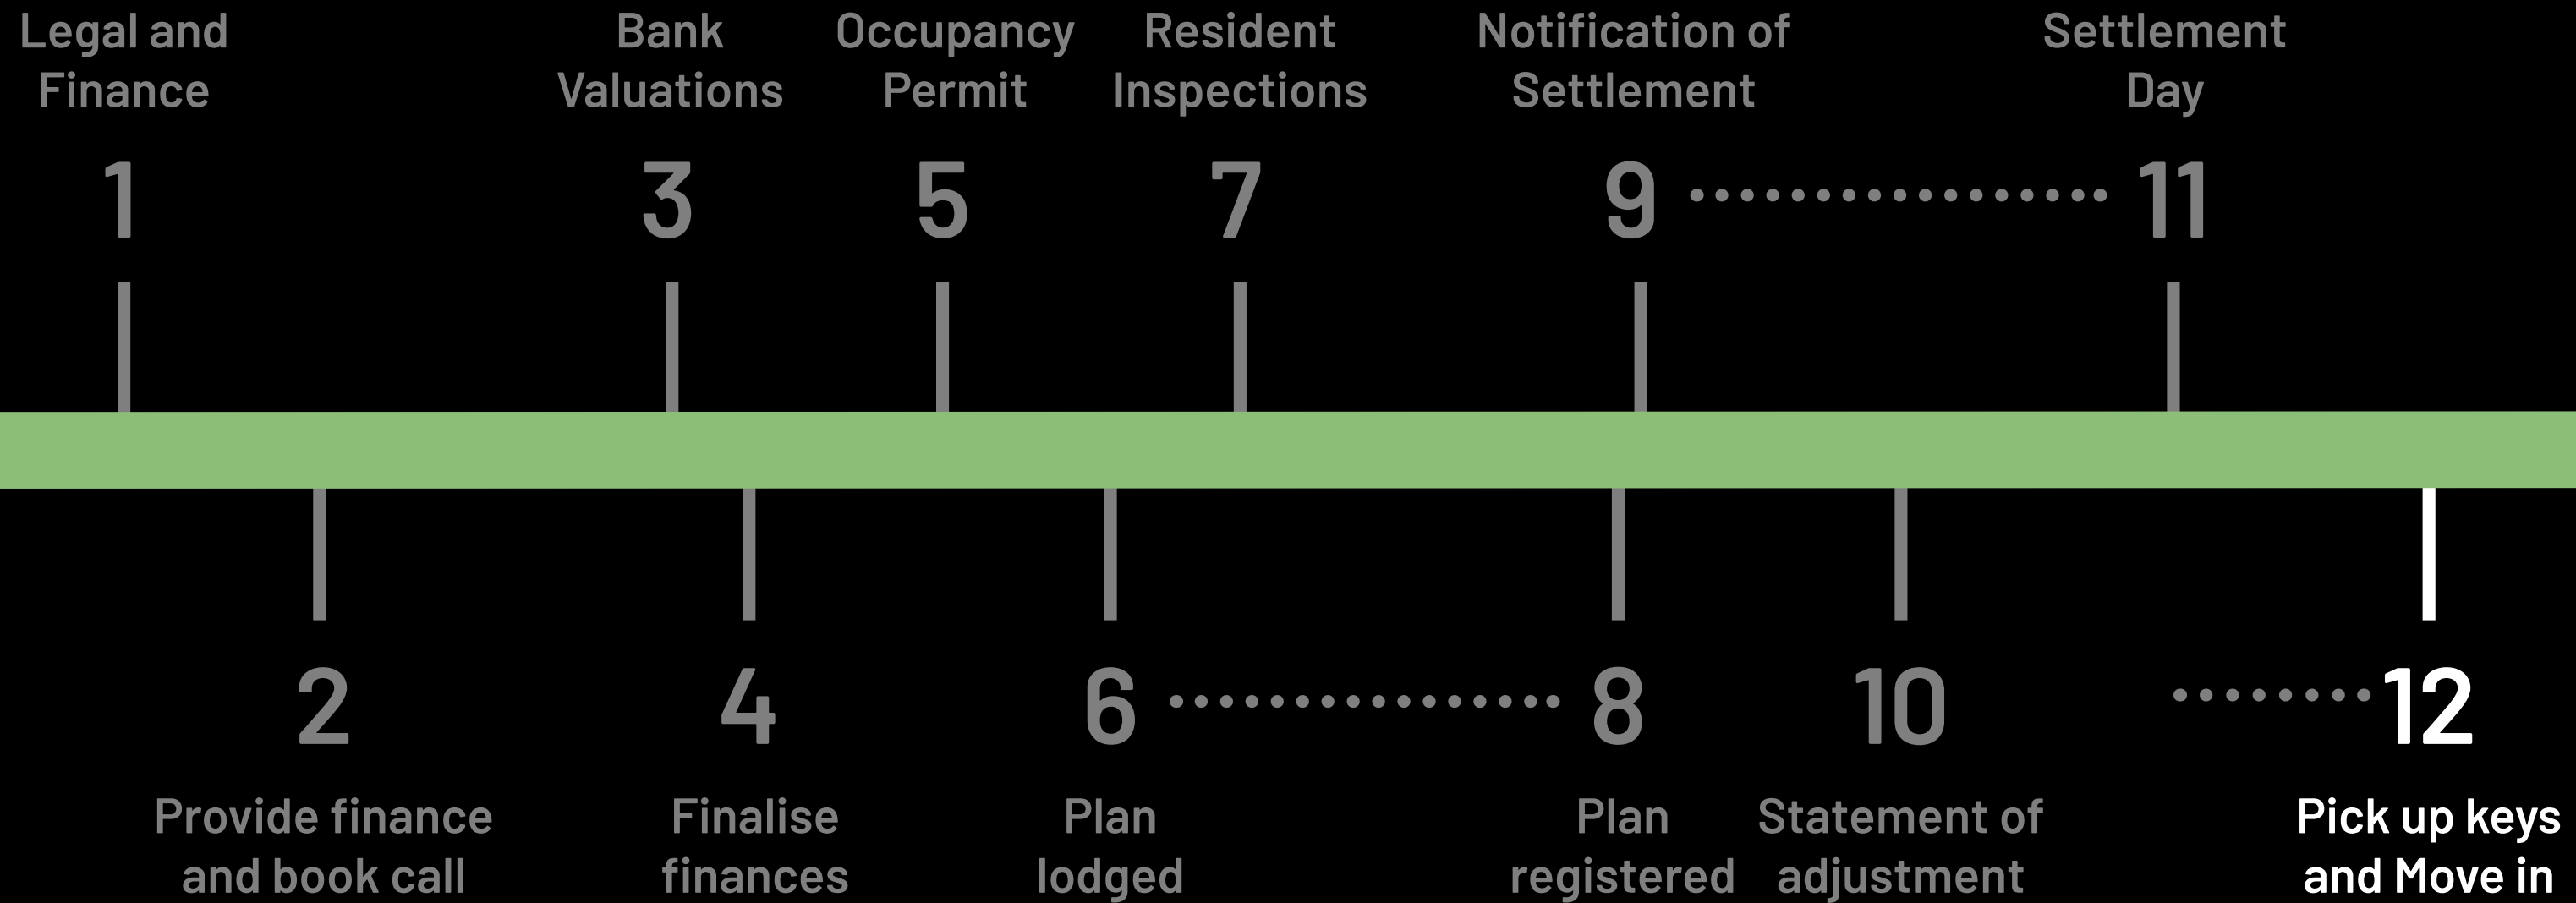 Legal and
Finance
Bank
Valuations
Occupancy
Permit
Resident
Inspections
Notification of
Settlement
Settlement
Day
1
3
5
7
9
11
2
4
6
8
10
12
Provide finance
and book call
Finalise
finances
Plan
lodged
Plan
registered
Statement of
adjustment
Pick up keys
and Move in